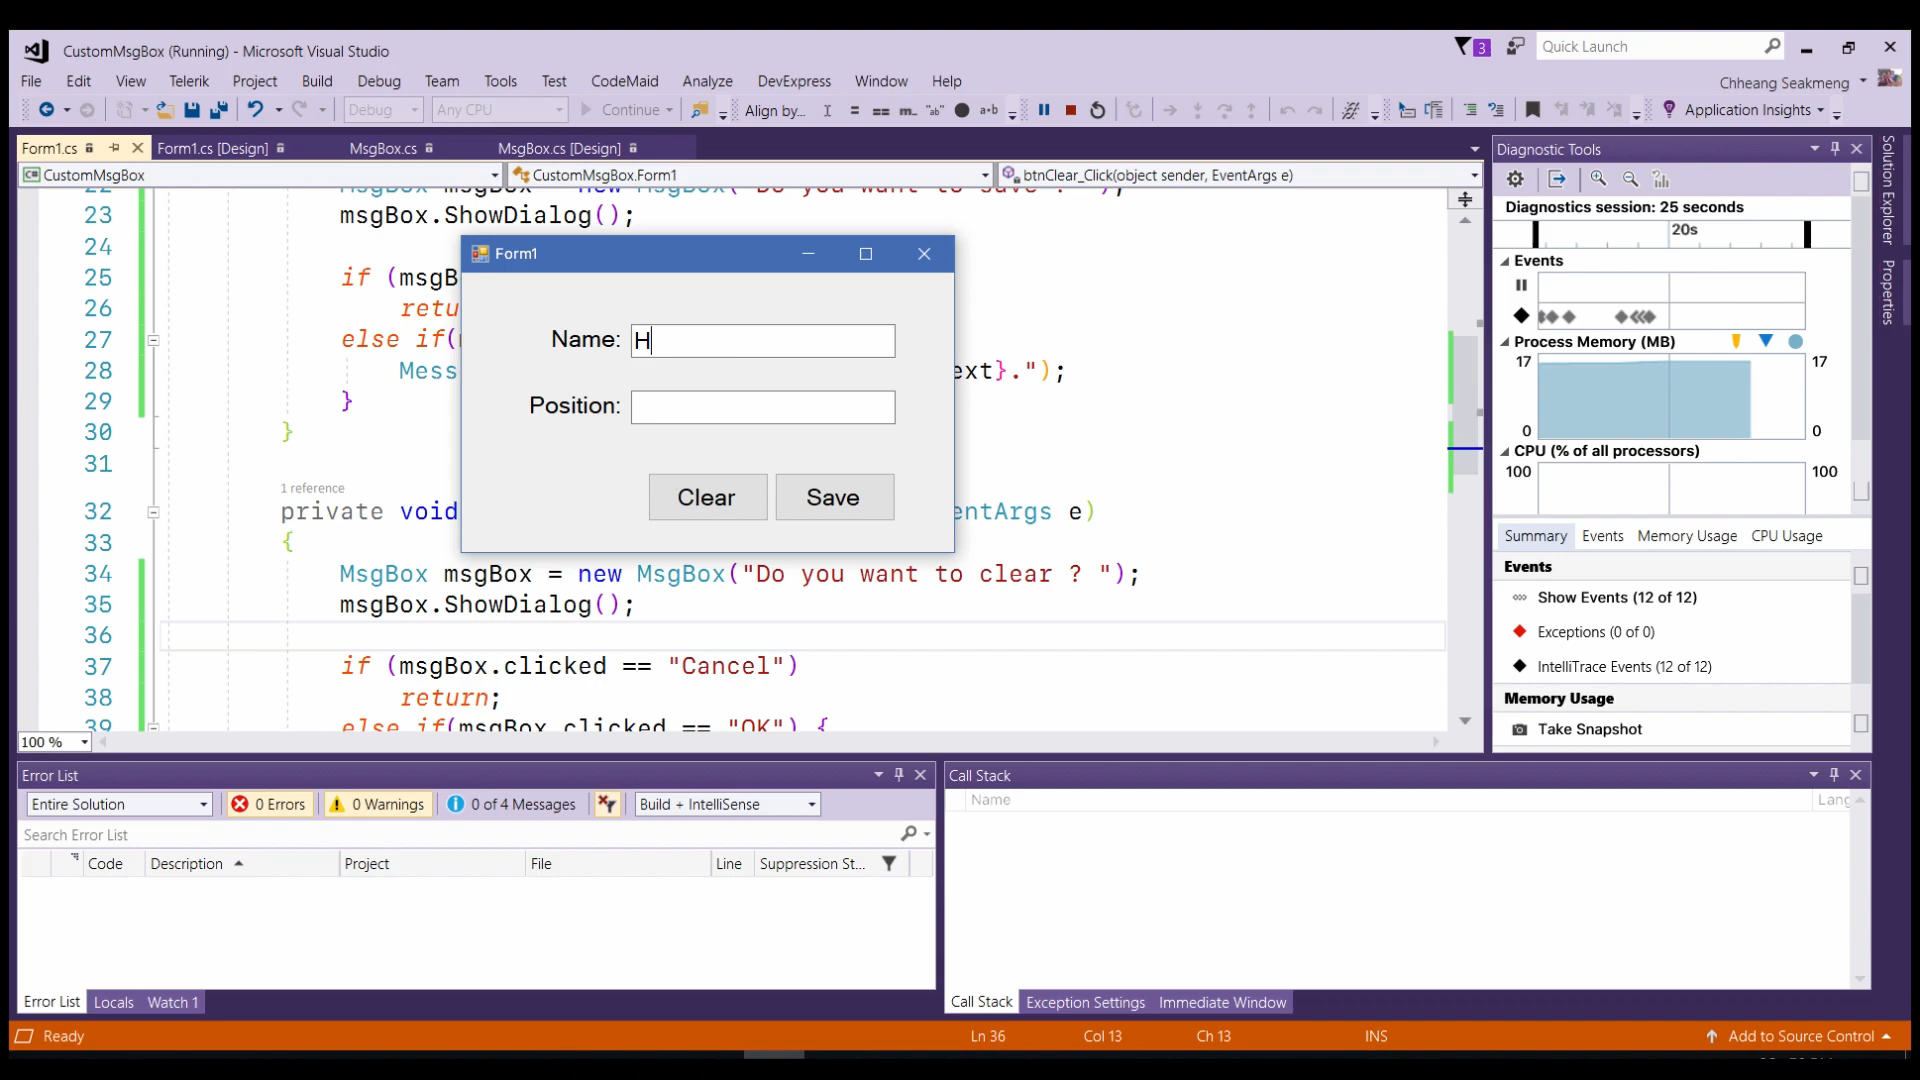 CustomMsgBox (Running) - Microsoft Visual Studio
3
Quick Launch
File Edit View Telerik Project Build Debug Team Tools Test CodeMaid Analyze DevExpress Window Help
Chheang Seakmeng
Debug Any CPU Continue Align by... Application Insights
Form1.cs Form1.cs [Design] MsgBox.cs MsgBox.cs [Design]
CustomMsgBox CustomMsgBox.Form1 btnClear_Click(object sender, EventArgs e)
23 msgBox.ShowDialog();
24
25 if (msgB
26 retu
27 else if(
28 Mess ext}.");
29 }
30 }
31
1 reference
32 private void entArgs e)
33 {
34 MsgBox msgBox = new MsgBox("Do you want to clear ? ");
35 msgBox.ShowDialog();
36
37 if (msgBox.clicked == "Cancel")
38 return;
39 else if(msgBox.clicked == "OK") {
100 %
Form1
Name: H
Position:
Clear Save
Diagnostic Tools
Diagnostics session: 25 seconds
20s
Events
Process Memory (MB)
17 17
0 0
CPU (% of all processors)
100 100
Summary Events Memory Usage CPU Usage
Events
Show Events (12 of 12)
Exceptions (0 of 0)
IntelliTrace Events (12 of 12)
Memory Usage
Take Snapshot
Solution Explorer
Properties
Error List
Entire Solution 0 Errors 0 Warnings 0 of 4 Messages Build + IntelliSense
Search Error List
Code Description Project File Line Suppression St...
Error List Locals Watch 1
Call Stack
Name Lang
Call Stack Exception Settings Immediate Window
Ready Ln 36 Col 13 Ch 13 INS Add to Source Control